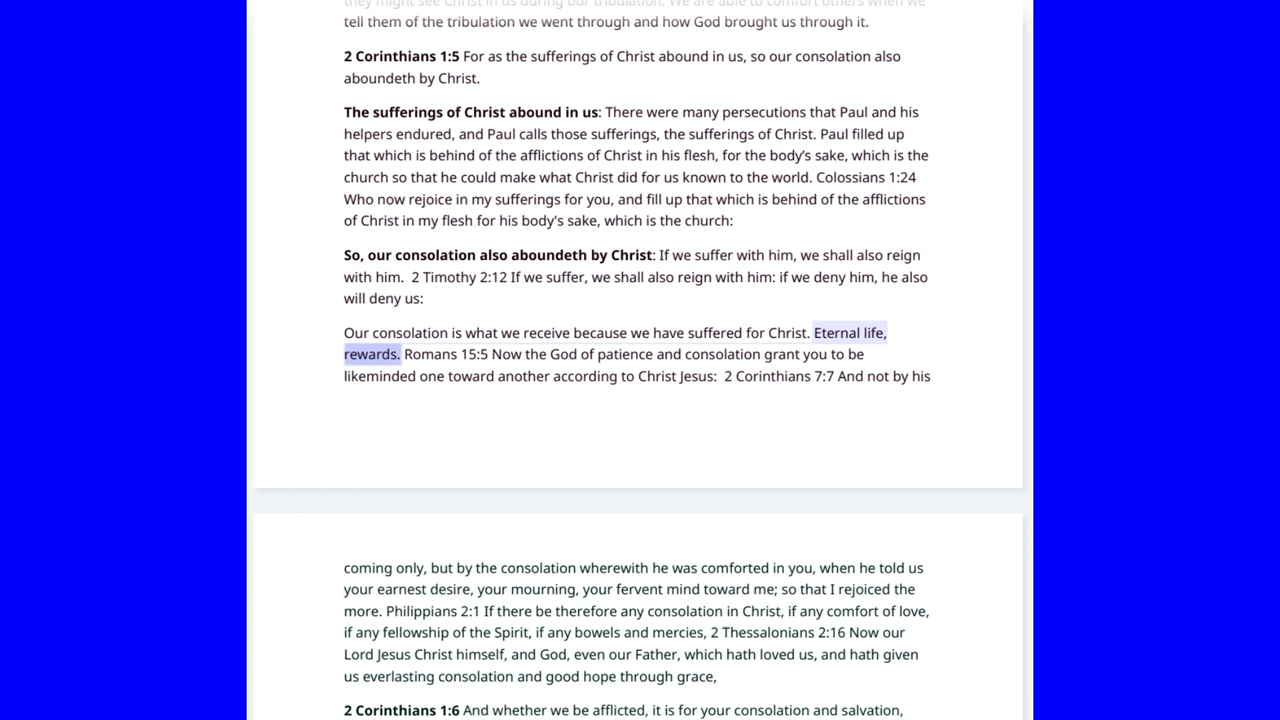 they might see Christ in us during our tribulation. We are able to comfort others when we
tell them of the tribulation we went through and how God brought us through it.
2 Corinthians 1:5 For as the sufferings of Christ abound in us, so our consolation also
aboundeth by Christ.
The sufferings of Christ abound in us: There were many persecutions that Paul and his
helpers endured, and Paul calls those sufferings, the sufferings of Christ. Paul filled up
that which is behind of the afflictions of Christ in his flesh, for the body’s sake, which is the
church so that he could make what Christ did for us known to the world. Colossians 1:24
Who now rejoice in my sufferings for you, and fill up that which is behind of the afflictions
of Christ in my flesh for his body's sake, which is the church:
So, our consolation also aboundeth by Christ: If we suffer with him, we shall also reign
with him.  2 Timothy 2:12 If we suffer, we shall also reign with him: if we deny him, he also
will deny us:
Our consolation is what we receive because we have suffered for Christ. Eternal life,
rewards. Romans 15:5 Now the God of patience and consolation grant you to be
likeminded one toward another according to Christ Jesus:  2 Corinthians 7:7 And not by his
coming only, but by the consolation wherewith he was comforted in you, when he told us
your earnest desire, your mourning, your fervent mind toward me; so that I rejoiced the
more. Philippians 2:1 If there be therefore any consolation in Christ, if any comfort of love,
if any fellowship of the Spirit, if any bowels and mercies, 2 Thessalonians 2:16 Now our
Lord Jesus Christ himself, and God, even our Father, which hath loved us, and hath given
us everlasting consolation and good hope through grace,
2 Corinthians 1:6 And whether we be afflicted, it is for your consolation and salvation,